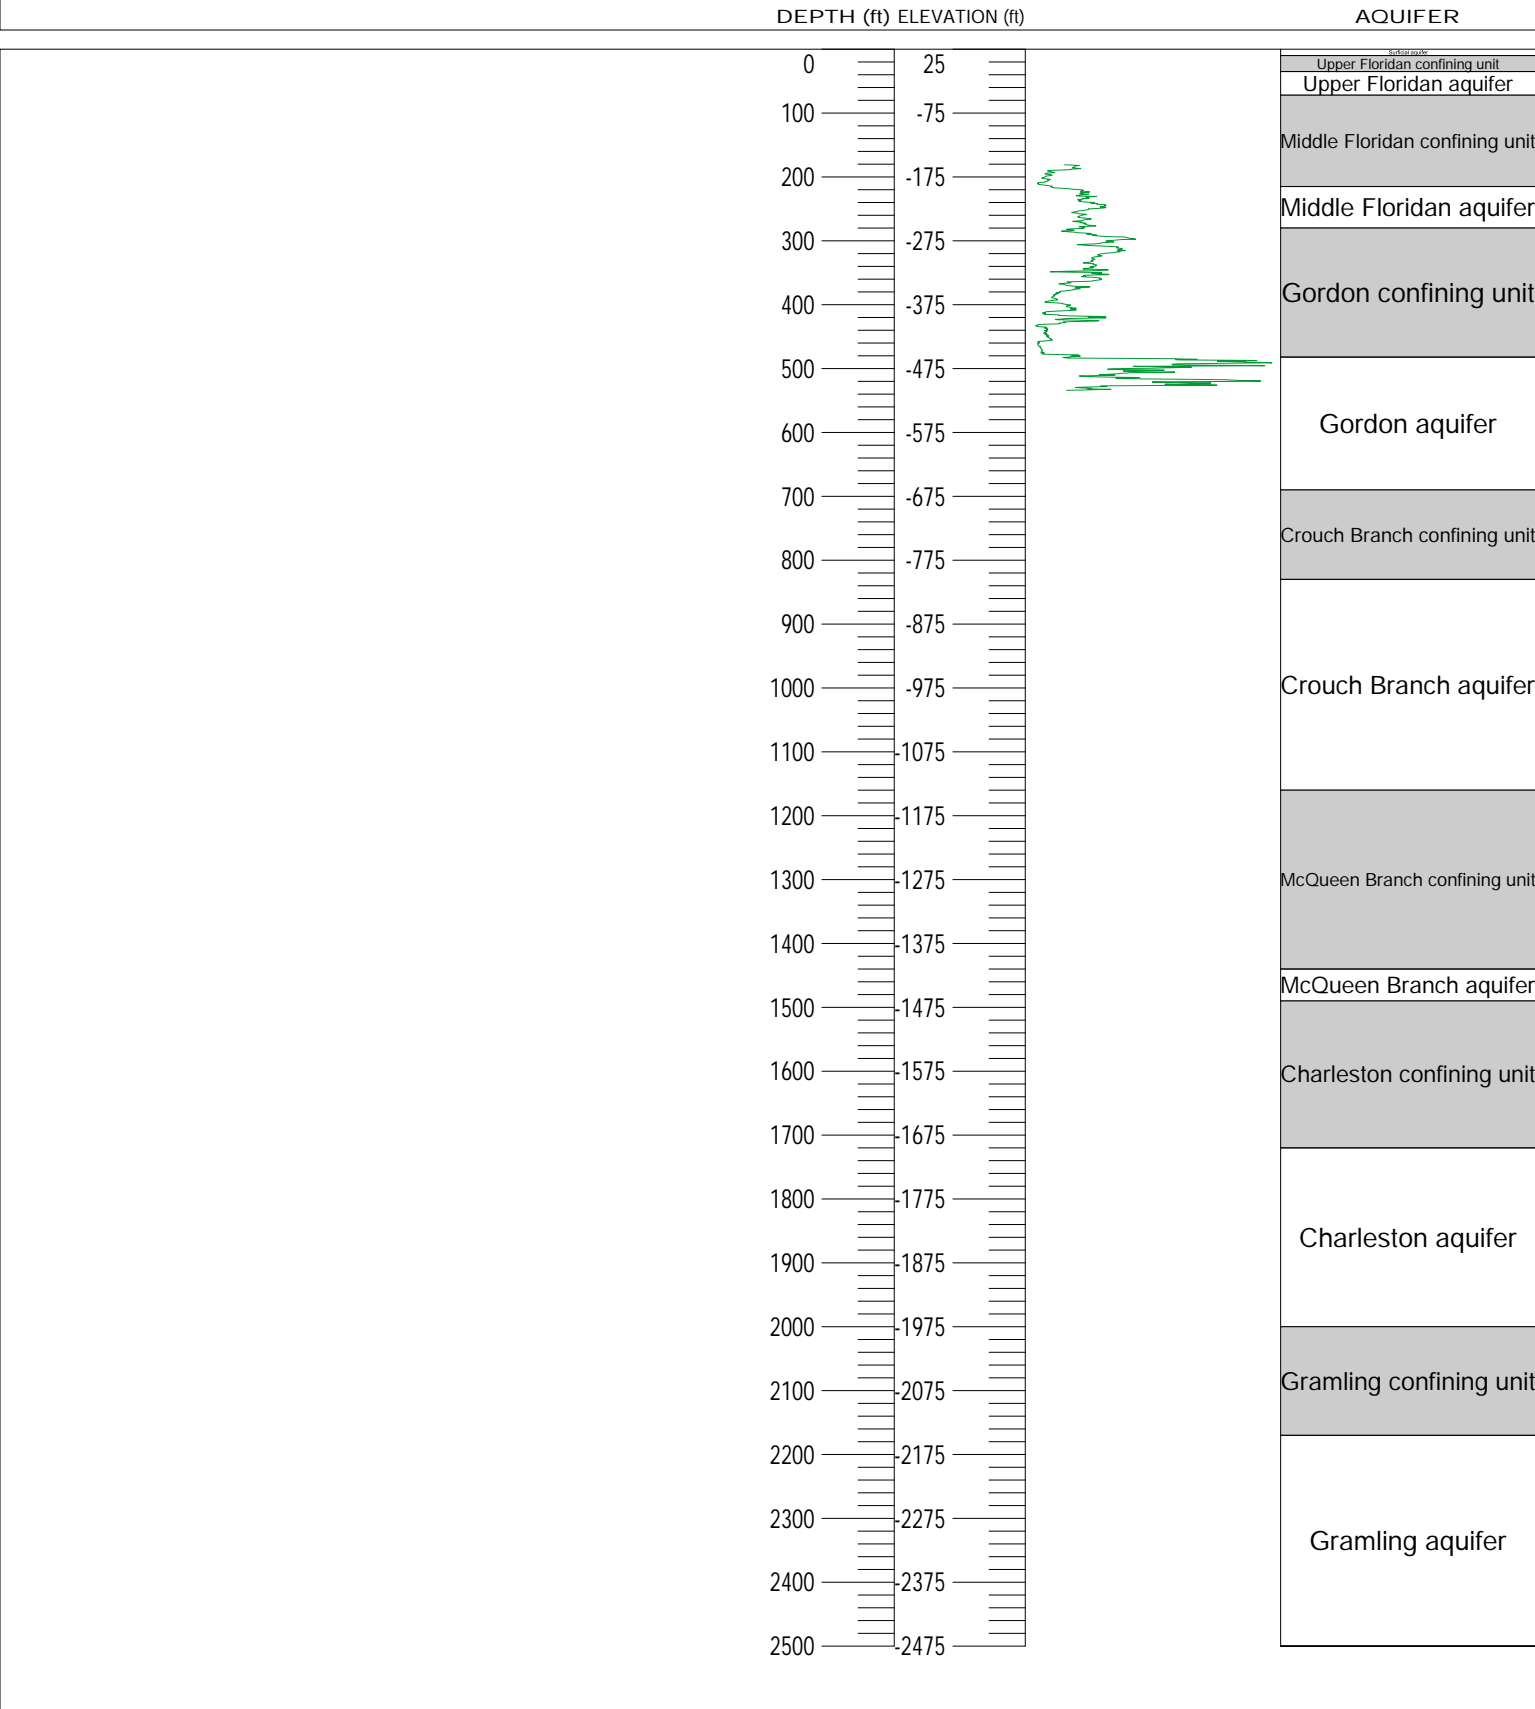 DEPTH (ft) ELEVATION (ft) AQUIFER
Surficial aquifer
0 25 Upper Floridan confining unit
Upper Floridan aquifer
100 -75
Middle Floridan confining unit
200 -175
Middle Floridan aquifer
300 -275
Gordon confining unit
400 -375
500 -475
Gordon aquifer
600 -575
700 -675
Crouch Branch confining unit
800 -775
900 -875
Crouch Branch aquifer
1000 -975
1100 -1075
1200 -1175
1300 -1275 McQueen Branch confining unit
1400 -1375
McQueen Branch aquifer
1500 -1475
1600 -1575 Charleston confining unit
1700 -1675
1800 -1775
Charleston aquifer
1900 -1875
2000 -1975
Gramling confining unit
2100 -2075
2200 -2175
2300 -2275
Gramling aquifer
2400 -2375
2500 -2475